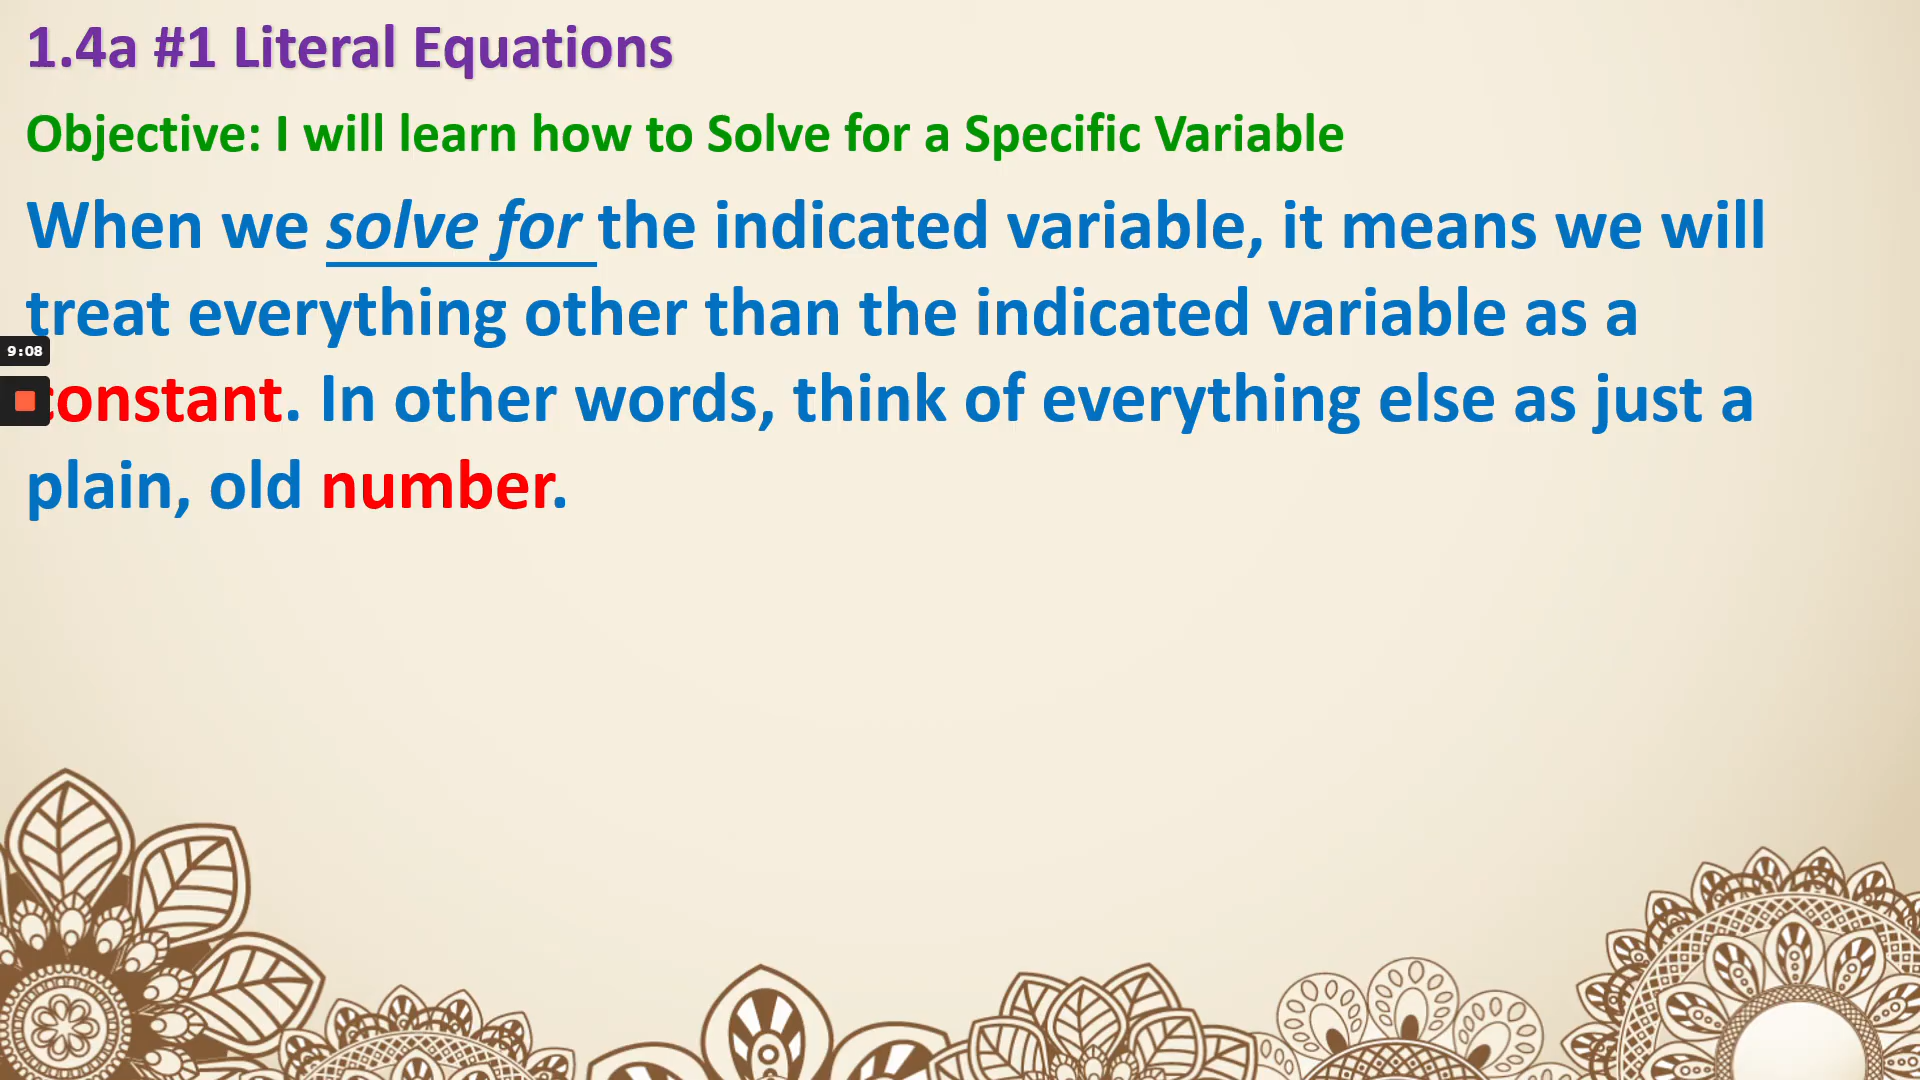 1.4a #1 Literal Equations
Objective: I will learn how to Solve for a Specific Variable
When we solve for the indicated variable, it means we will
treat everything other than the indicated variable as a
9:08
constant. In other words, think of everything else as just a
plain, old number.